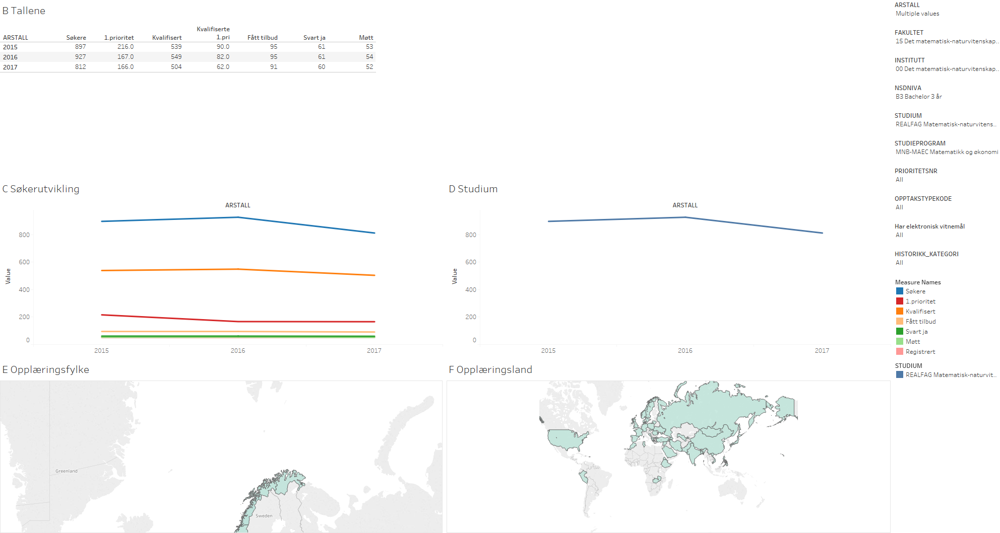 B Tallene
Kvalifiserte
ARSTALL Søkere 1.prioritet Kvalifisert 1.pri Fått tilbud Svart ja Møtt
2015 897 216.0 539 90.0 95 61 53
2016 927 167.0 549 82.0 95 61 54
2017 812 166.0 504 62.0 91 60 52
C Søkerutvikling
ARSTALL
Value
800
600
400
200
0
2015 2016 2017
D Studium
ARSTALL
Value
800
600
400
200
0
2015 2016 2017
E Opplæringsfylke
Greenland
Sweden
F Opplæringsland
ARSTALL
Multiple values
FAKULTET
15 Det matematisk-naturvitenskap..
INSTITUTT
00 Det matematisk-naturvitenskap..
NSDNIVA
B3 Bachelor 3 år
STUDIUM
REALFAG Matematisk-naturvitens..
STUDIEPROGRAM
MNB-MAEC Matematikk og økonomi
PRIORITETSNR
All
OPPTAKSTYPEKODE
All
Har elektronisk vitnemål
All
HISTORIKK_KATEGORI
All
Measure Names
Søkere
1.prioritet
Kvalifisert
Fått tilbud
Svart ja
Møtt
Registrert
STUDIUM
REALFAG Matematisk-naturvit..